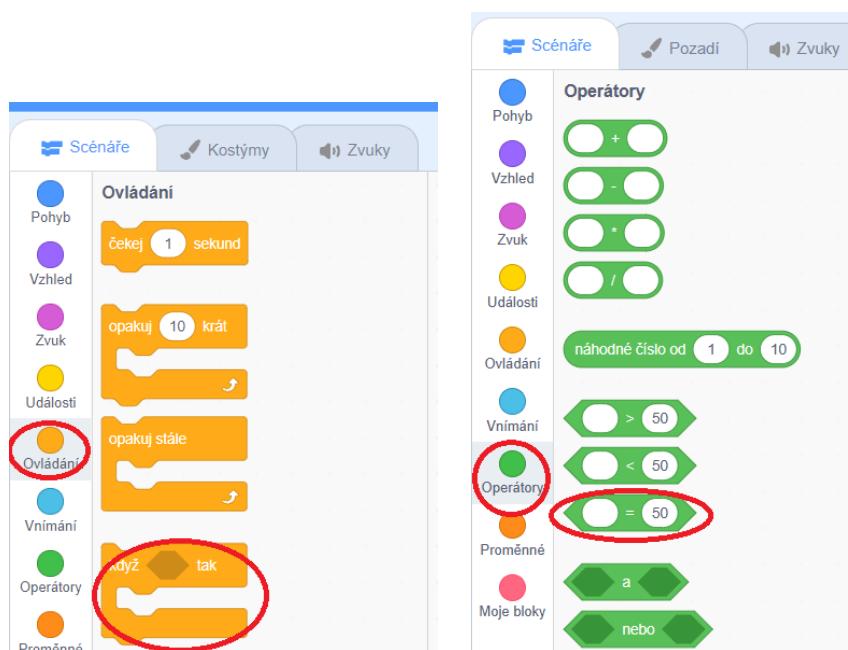 Scénáře
Kostýmy
Zvuky
Pohyb
Vzhled
Zvuk
Události
Ovládání
Vnímání
Operátory
Proměnné
Ovládání
čekej 1 sekund
opakuj 10 krát
opakuj stále
když tak
Scénáře
Pozadí
Zvuky
Pohyb
Vzhled
Zvuk
Události
Ovládání
Vnímání
Operátory
Proměnné
Moje bloky
Operátory
+
-
*
/
náhodné číslo od 1 do 10
> 50
< 50
= 50
a
nebo